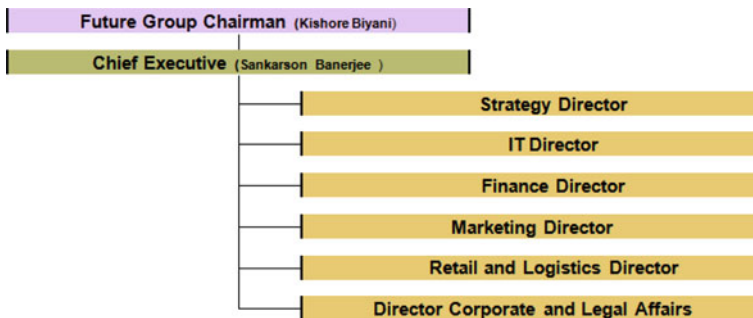 Future Group Chairman (Kishore Biyani)
Chief Executive (Sankarson Banerjee )
Strategy Director
IT Director
Finance Director
Marketing Director
Retail and Logistics Director
Director Corporate and Legal Affairs